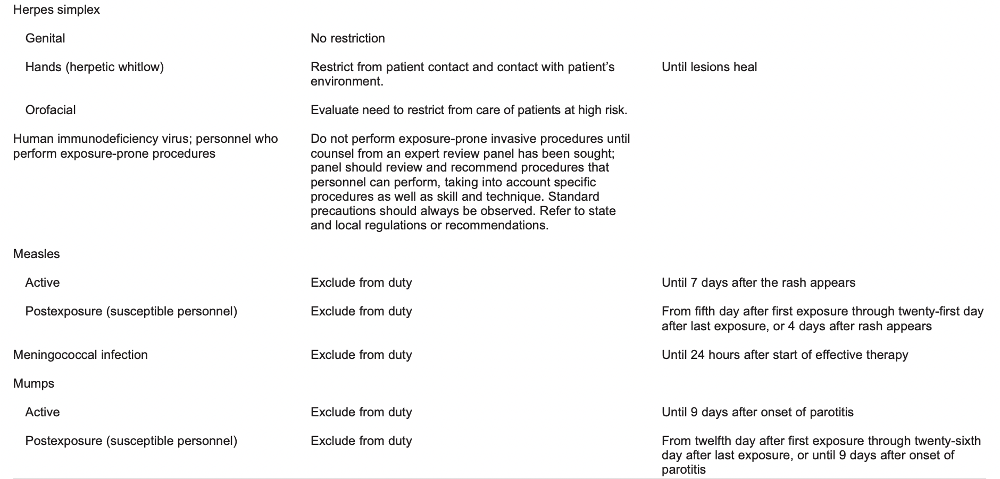 Herpes simplex
Genital
No restriction
Hands (herpetic whitlow)
Restrict from patient contact and contact with patient’s
environment.
Until lesions heal
Orofacial
Evaluate need to restrict from care of patients at high risk.
Human immunodeficiency virus; personnel who
perform exposure-prone procedures
Do not perform exposure-prone invasive procedures until
counsel from an expert review panel has been sought;
panel should review and recommend procedures that
personnel can perform, taking into account specific
procedures as well as skill and technique. Standard
precautions should always be observed. Refer to state
and local regulations or recommendations.
Measles
Active
Exclude from duty
Until 7 days after the rash appears
Postexposure (susceptible personnel)
Exclude from duty
From fifth day after first exposure through twenty-first day
after last exposure, or 4 days after rash appears
Meningococcal infection
Exclude from duty
Until 24 hours after start of effective therapy
Mumps
Active
Exclude from duty
Until 9 days after onset of parotitis
Postexposure (susceptible personnel)
Exclude from duty
From twelfth day after first exposure through twenty-sixth
day after last exposure, or until 9 days after onset of
parotitis